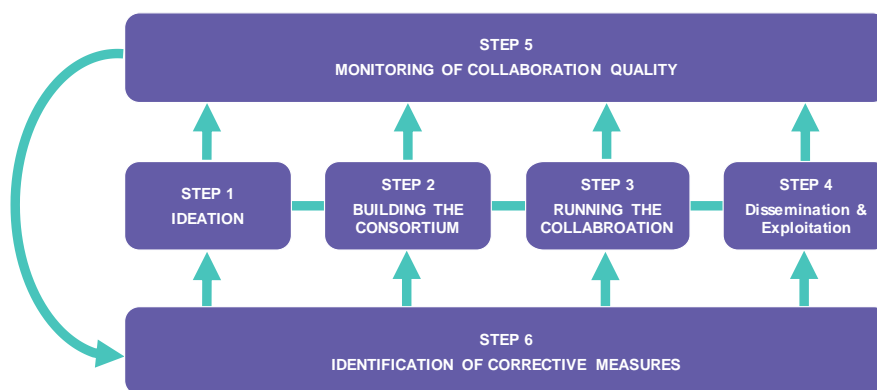 STEP 5
MONITORING OF COLLABORATION QUALITY
STEP 1
IDEATION
STEP 2
BUILDING THE
CONSORTIUM
STEP 3
RUNNING THE
COLLABROATION
STEP 4
Dissemination &
Exploitation
STEP 6
IDENTIFICATION OF CORRECTIVE MEASURES